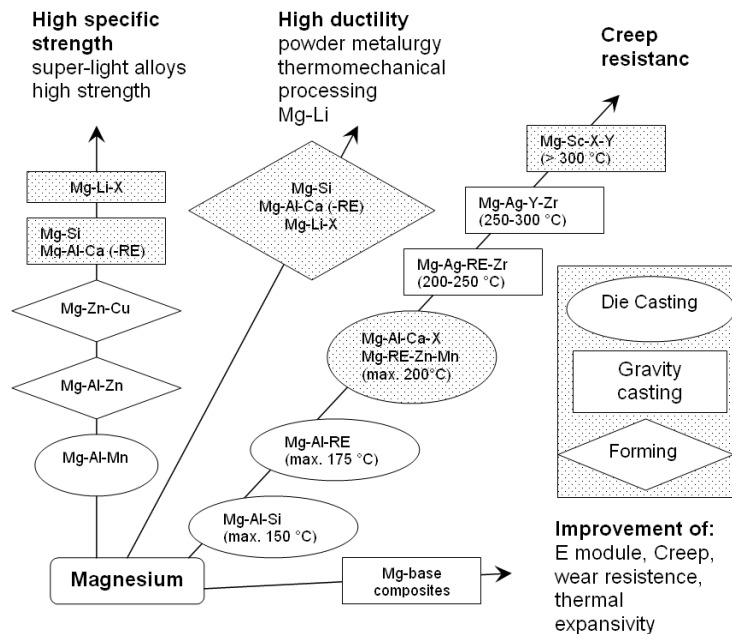 High specific
strength
super-light alloys
high strength
High ductility
powder metalurgy
thermomechanical
processing
Mg-Li
Creep
resistanc
Mg-Li-X
Mg-Si
Mg-Al-Ca (-RE)
Mg-Zn-Cu
Mg-Al-Zn
Mg-Al-Mn
Mg-Si
Mg-Al-Ca (-RE)
Mg-Li-X
Mg-Sc-X-Y
(> 300 °C)
Mg-Ag-Y-Zr
(250-300 °C)
Mg-Ag-RE-Zr
(200-250 °C)
Mg-Al-Ca-X
Mg-RE-Zn-Mn
(max. 200°C)
Mg-Al-RE
(max. 175 °C)
Mg-Al-Si
(max. 150 °C)
Magnesium
Mg-base
composites
Die Casting
Gravity
casting
Forming
Improvement of:
E module, Creep,
wear resistence,
thermal
expansivity